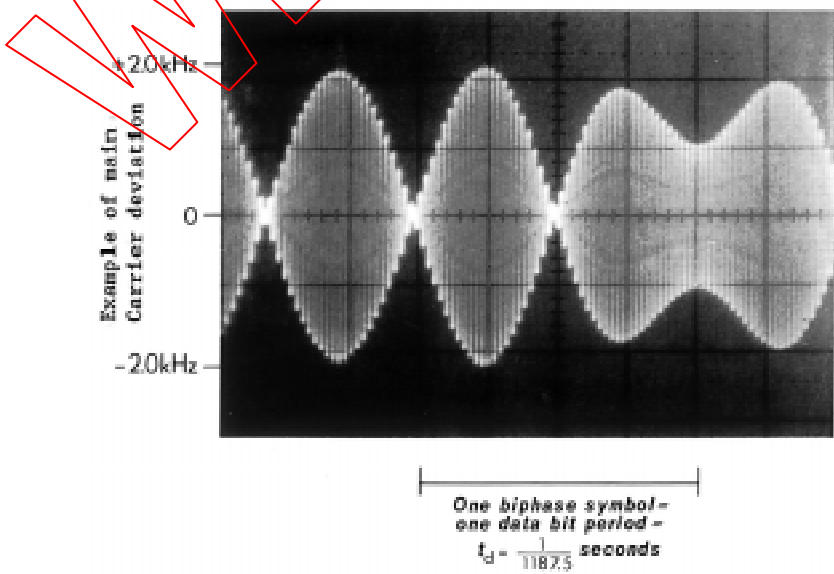 +2.0kHz
Example of main
Carrier deviation
0
-2.0kHz
One biphase symbol-
one data bit period-
t_d - 1/1187.5 seconds